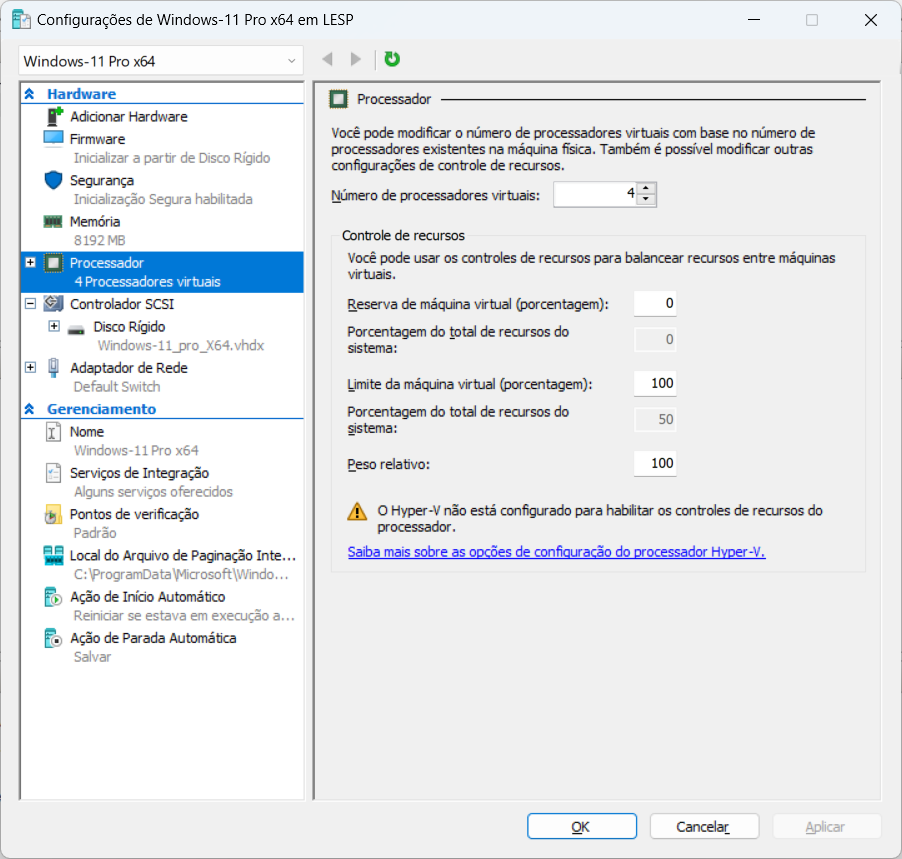 Configurações de Windows-11 Pro x64 em LESP
Windows-11 Pro x64
Hardware
Adicionar Hardware
Firmware
Inicializar a partir de Disco Rígido
Segurança
Inicialização Segura habilitada
Memória
8192 MB
Processador
4 Processadores virtuais
Controlador SCSI
Disco Rígido
Windows-11_pro_X64.vhdx
Adaptador de Rede
Default Switch
Gerenciamento
Nome
Windows-11 Pro x64
Serviços de Integração
Alguns serviços oferecidos
Pontos de verificação
Padrão
Local do Arquivo de Paginação Inte...
C:\ProgramData\Microsoft\Windo...
Ação de Início Automático
Reiniciar se estava em execução a...
Ação de Parada Automática
Salvar
Processador
Você pode modificar o número de processadores virtuais com base no número de
processadores existentes na máquina física. Também é possível modificar outras
configurações de controle de recursos.
Número de processadores virtuais: 4
Controle de recursos
Você pode usar os controles de recursos para balancear recursos entre máquinas
virtuais.
Reserva de máquina virtual (porcentagem): 0
Porcentagem do total de recursos do
sistema: 0
Limite da máquina virtual (porcentagem): 100
Porcentagem do total de recursos do
sistema: 50
Peso relativo: 100
O Hyper-V não está configurado para habilitar os controles de recursos do
processador.
Saiba mais sobre as opções de configuração do processador Hyper-V.
OK
Cancelar
Aplicar